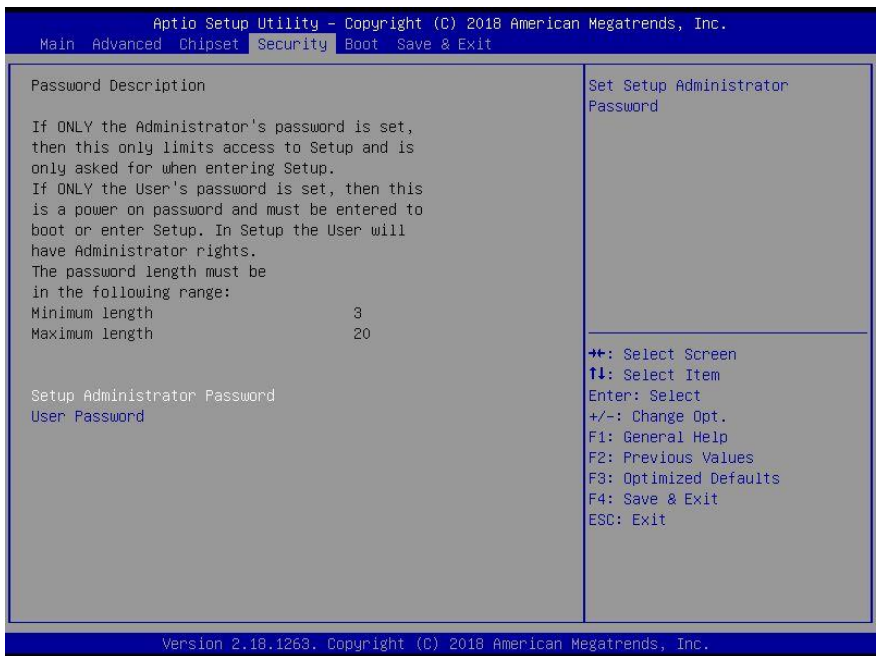 Aptio Setup Utility – Copyright (C) 2018 American Megatrends, Inc.
Main Advanced Chipset Security Boot Save & Exit
Password Description
If ONLY the Administrator's password is set,
then this only limits access to Setup and is
only asked for when entering Setup.
If ONLY the User's password is set, then this
is a power on password and must be entered to
boot or enter Setup. In Setup the User will
have Administrator rights.
The password length must be
in the following range:
Minimum length 3
Maximum length 20
Setup Administrator Password
User Password
Set Setup Administrator
Password
→←: Select Screen
↑↓: Select Item
Enter: Select
+/-: Change Opt.
F1: General Help
F2: Previous Values
F3: Optimized Defaults
F4: Save & Exit
ESC: Exit
Version 2.18.1263. Copyright (C) 2018 American Megatrends, Inc.